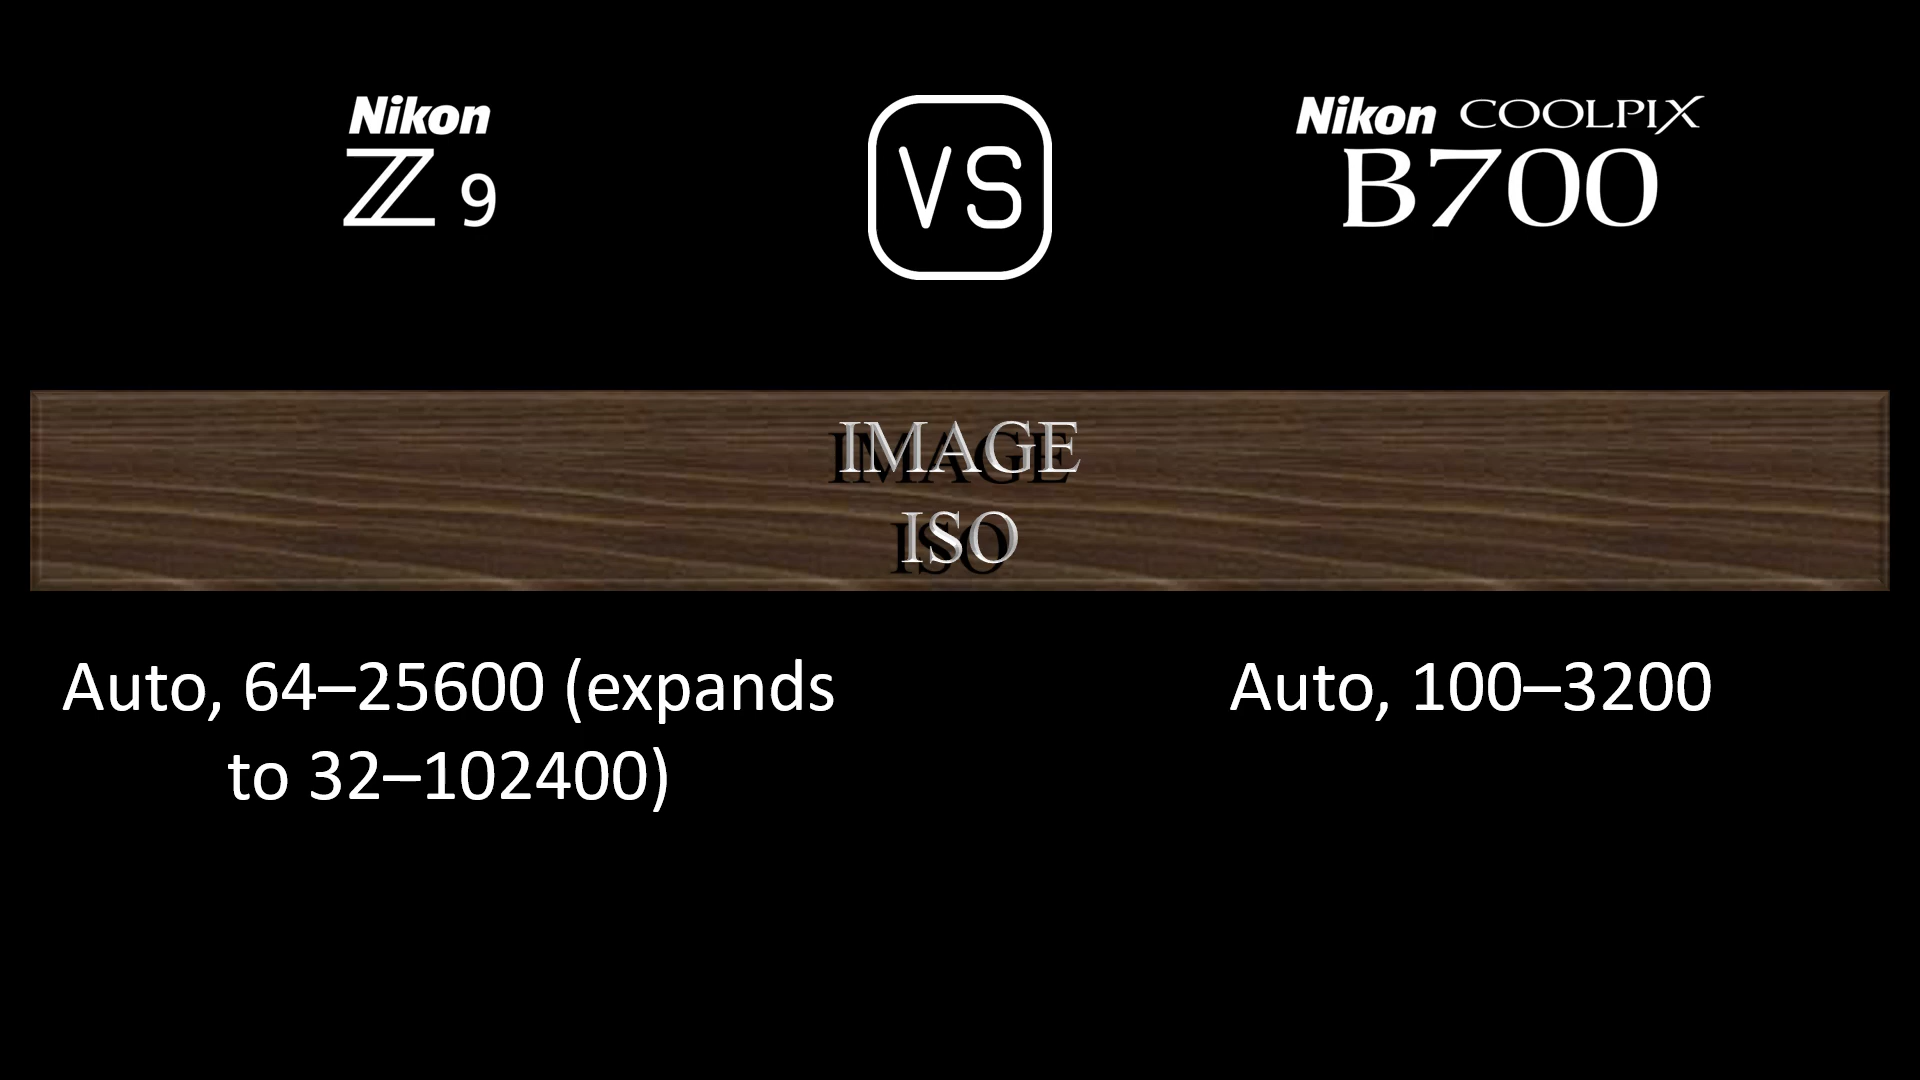 Nikon
Z 9
VS
Nikon COOLPIX
B700
IMAGE
ISO
Auto, 64–25600 (expands
to 32–102400)
Auto, 100–3200